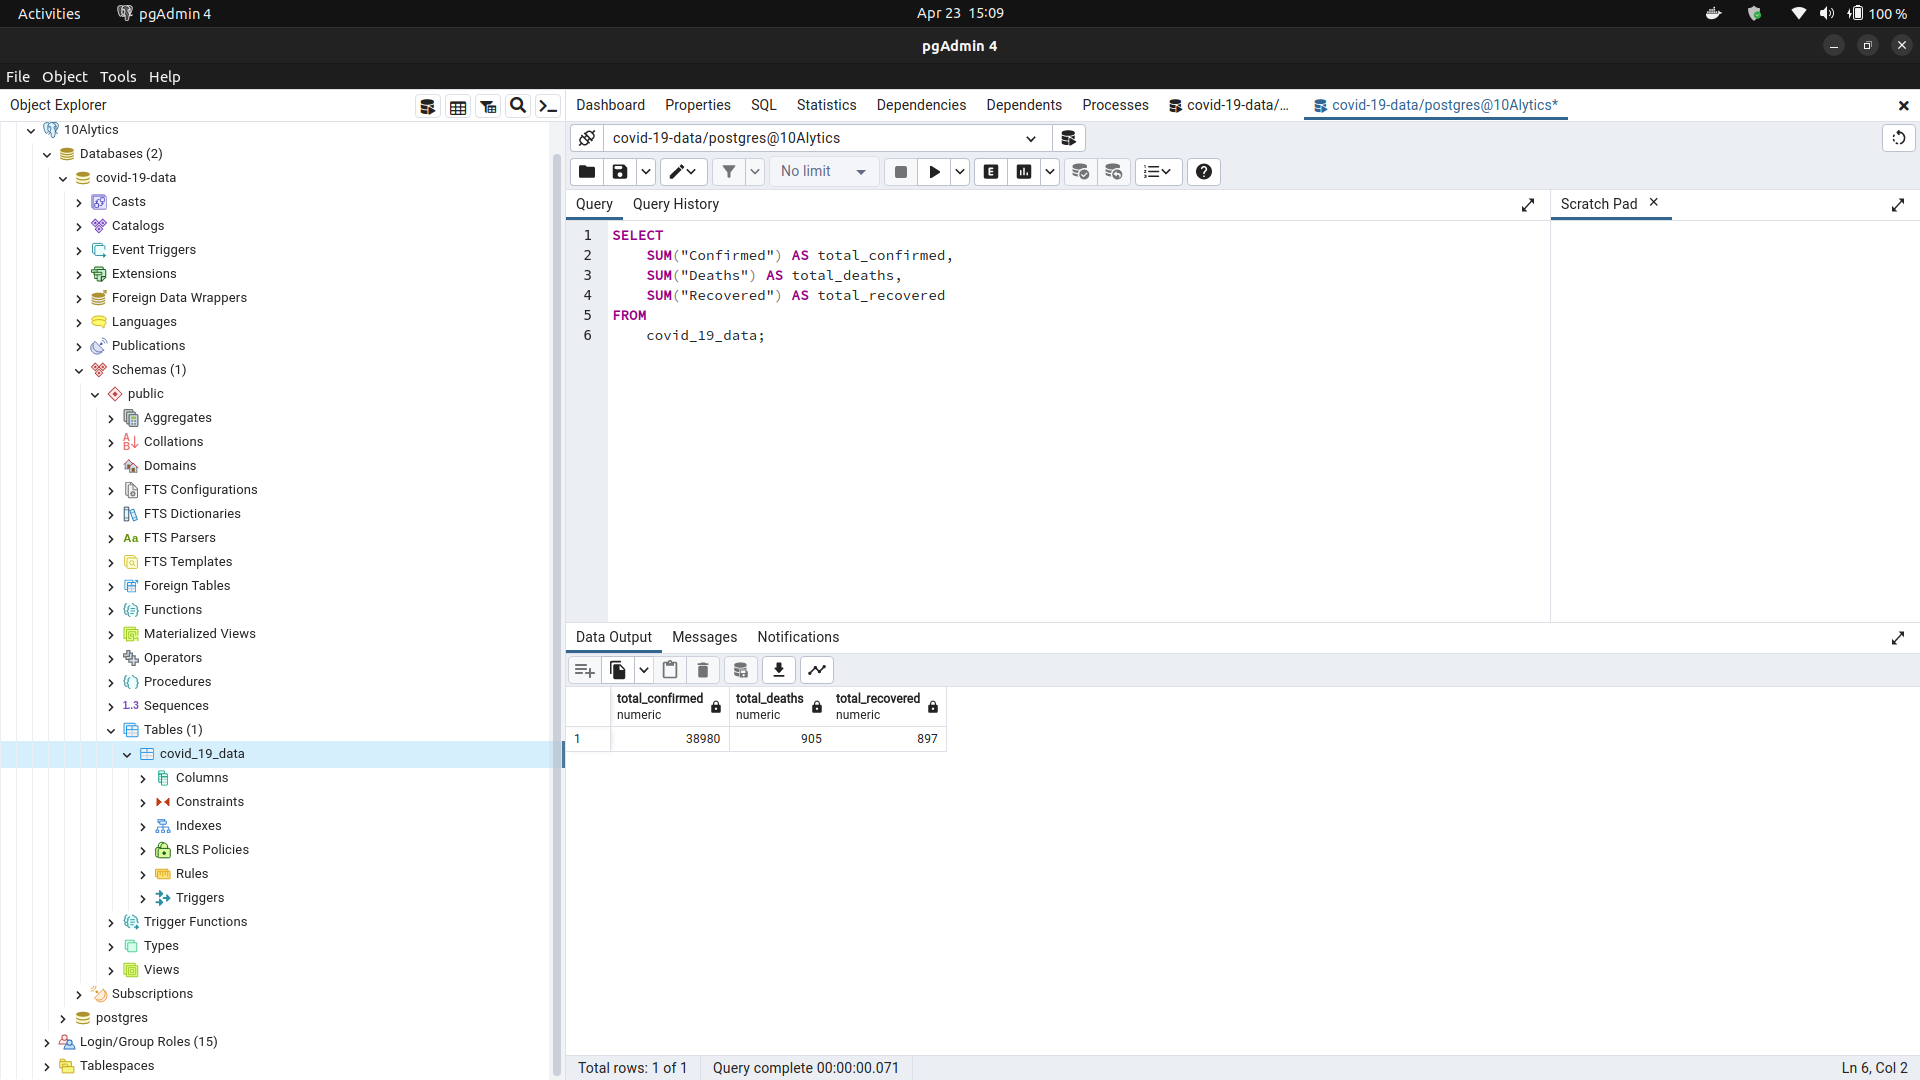 Activities
pgAdmin 4
Apr 23 15:09
100 %
pgAdmin 4
File Object Tools Help
Object Explorer
10Alytics
Databases (2)
covid-19-data
Casts
Catalogs
Event Triggers
Extensions
Foreign Data Wrappers
Languages
Publications
Schemas (1)
public
Aggregates
Collations
Domains
FTS Configurations
FTS Dictionaries
Aa FTS Parsers
FTS Templates
Foreign Tables
Functions
Materialized Views
Operators
Procedures
1..3 Sequences
Tables (1)
covid_19_data
Columns
Constraints
Indexes
RLS Policies
Rules
Triggers
Trigger Functions
Types
Views
Subscriptions
postgres
Login/Group Roles (15)
Tablespaces
Dashboard Properties SQL Statistics Dependencies Dependents Processes covid-19-data/... covid-19-data/postgres@10Alytics*
covid-19-data/postgres@10Alytics
No limit
E
Query Query History
Scratch Pad
1 SELECT
2 SUM("Confirmed") AS total_confirmed,
3 SUM("Deaths") AS total_deaths,
4 SUM("Recovered") AS total_recovered
5 FROM
6 covid_19_data;
Data Output Messages Notifications
total_confirmed total_deaths total_recovered
numeric numeric numeric
1 38980 905 897
Total rows: 1 of 1 Query complete 00:00:00.071
Ln 6, Col 2